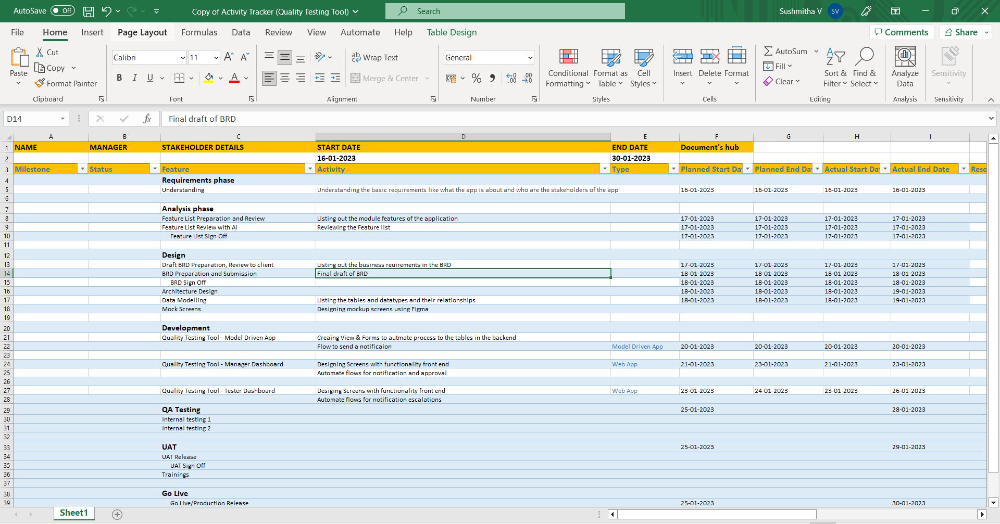 AutoSave Off Copy of Activity Tracker (Quality Testing Tool) Search Sushmitha V SV
File Home Insert Page Layout Formulas Data Review View Automate Help Table Design Comments Share
Paste Cut Copy Format Painter
Calibri 11 A^ A B I U A
ab Wrap Text Merge & Center
General % 9
Conditional Formatting Format as Table Cell Styles
Insert Delete Format
AutoSum Fill Clear Sort & Filter Find & Select
Analyze Data Sensitivity
Clipboard Font Alignment Number Styles Cells Editing Analysis Sensitivity
D14 fx Final draft of BRD
A B C D E F G H I
1 NAME MANAGER STAKEHOLDER DETAILS START DATE END DATE Document's hub
2 16-01-2023 30-01-2023
3 Milestone Status Feature Activity Type Planned Start Da Planned End Da Actual Start Da Actual End Date Reso
4 Requirements phase
5 Understanding Understanding the basic requirements like what the app is about and who are the stakeholders of the app 16-01-2023 16-01-2023 16-01-2023 16-01-2023
6
7 Analysis phase
8 Feature List Preparation and Review Listing out the module features of the application 17-01-2023 17-01-2023 17-01-2023 17-01-2023
9 Feature List Review with AI Reviewing the Feature list 17-01-2023 17-01-2023 17-01-2023 17-01-2023
10 Feature List Sign Off 17-01-2023 17-01-2023 17-01-2023 17-01-2023
11
12 Design
13 Draft BRD Preparation, Review to client Listing out the business reuirements in the BRD 17-01-2023 17-01-2023 17-01-2023 17-01-2023
14 BRD Preparation and Submission Final draft of BRD 18-01-2023 18-01-2023 18-01-2023 18-01-2023
15 BRD Sign Off 18-01-2023 18-01-2023 18-01-2023 18-01-2023
16 Architecture Design 18-01-2023 18-01-2023 18-01-2023 19-01-2023
17 Data Modelling Listing the tables and datatypes and their relationships 18-01-2023 18-01-2023 18-01-2023 19-01-2023
18 Mock Screens Designing mockup screens using Figma
19
20 Development
21 Quality Testing Tool - Model Driven App Creaing View & Forms to autmate process to the tables in the backend
22 Flow to send a notificaion Model Driven App 20-01-2023 20-01-2023 20-01-2023 20-01-2023
23
24 Quality Testing Tool - Manager Dashboard Designing Screens with functionality front end Web App 21-01-2023 23-01-2023 21-01-2023 23-01-2023
25 Automate flows for notification and approval
26
27 Quality Testing Tool - Tester Dashboard Desiging Screens with functionality front end Web App 23-01-2023 24-01-2023 23-01-2023 26-01-2023
28 Automate flows for notification escalations
29 QA Testing 25-01-2023 28-01-2023
30 Internal testing 1
31 Internal testing 2
32
33 UAT 25-01-2023 29-01-2023
34 UAT Release
35 UAT Sign Off
36 Trainings
37
38 Go Live
39 Go Live/Production Release 25-01-2023 30-01-2023
Sheet1